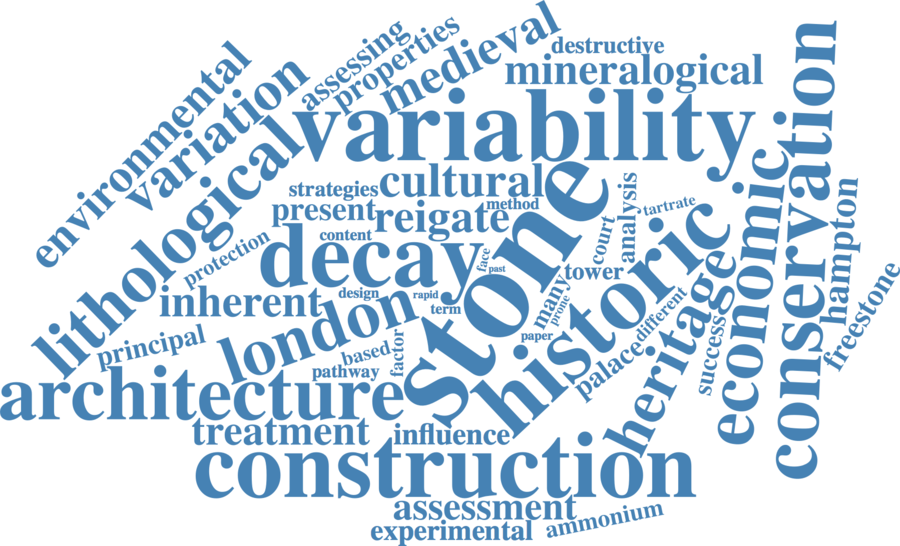 assessing
properties
medieval
destructive
mineralogical
environmental
variation
variability
conservation
lithological
strategies
cultural
stone
analysis
tartrate
economic
present
reigate
method
court
historic
hampton
protection
content
decay
face
past
tower
heritage
inherent
design
rapid
term
many
prone
different
freestone
principal
london
factor
paper
palace
success
based
pathway
architecture
treatment
influence
construction
assessment
experimental
ammonium